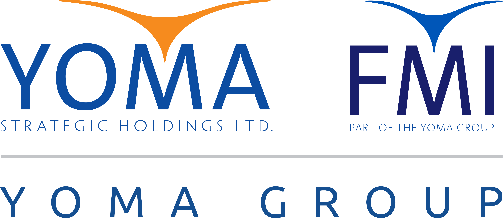 YOMA
STRATEGIC HOLDINGS LTD.
FMI
PART OF THE YOMA GROUP
YOMA GROUP